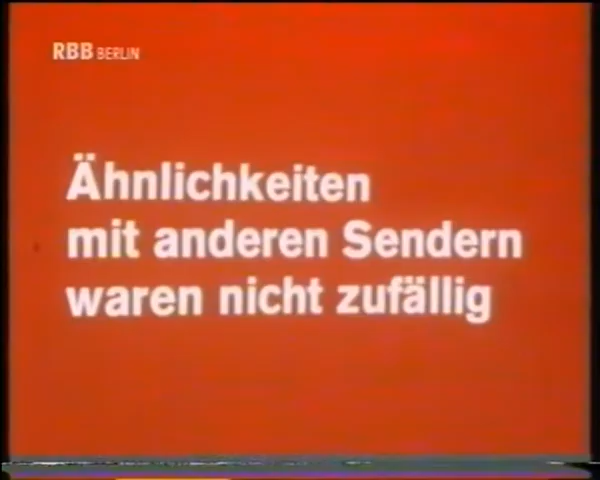 RBB BERLIN
Ähnlichkeiten
mit anderen Sendern
waren nicht zufällig